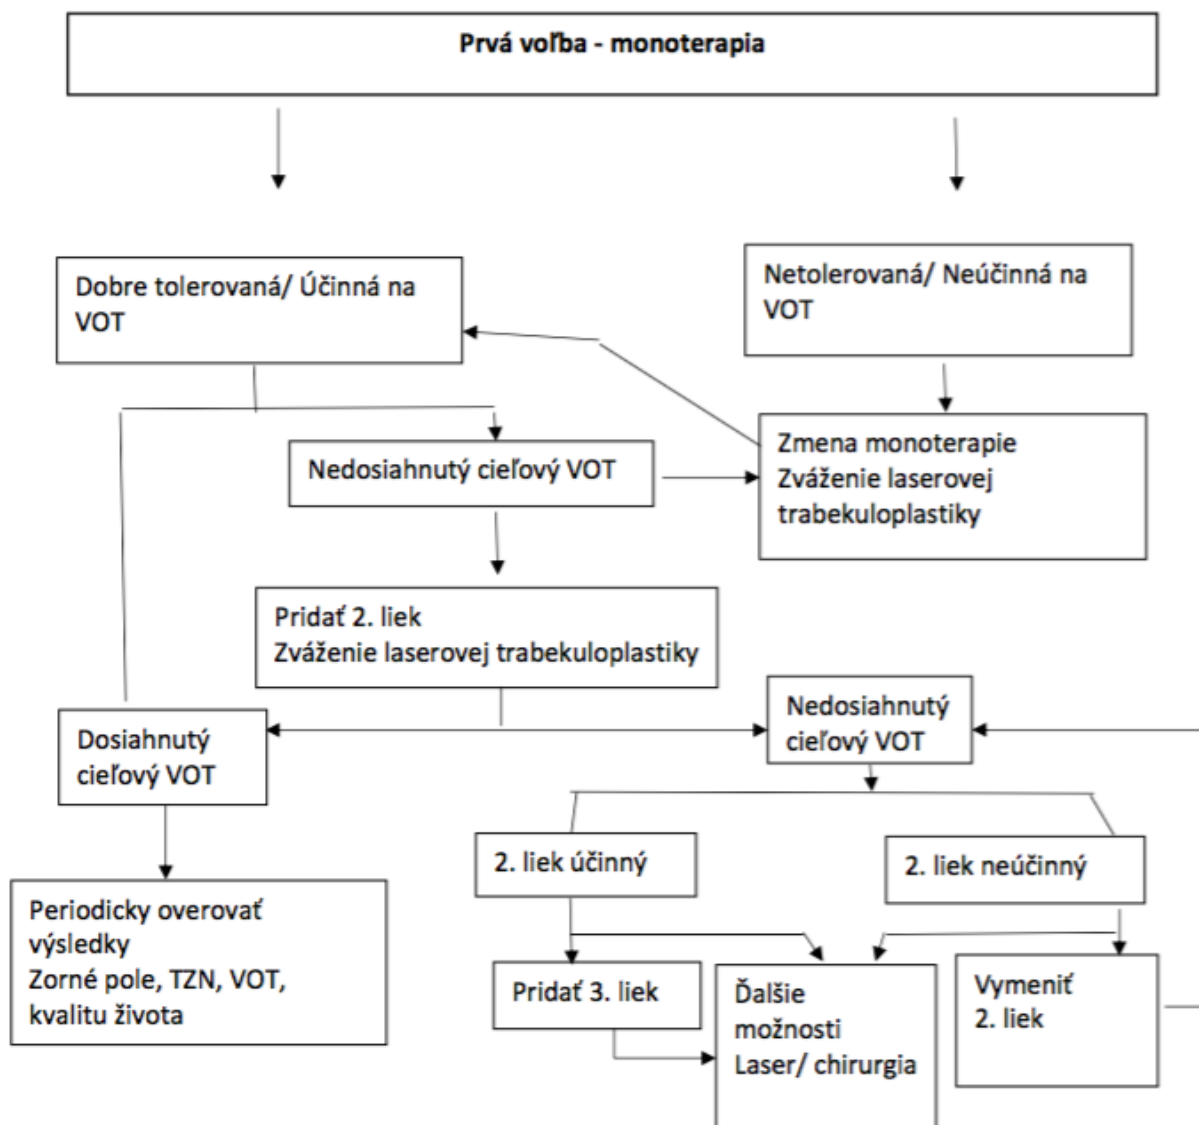 Prvá voľba - monoterapia
Dobre tolerovaná/ Účinná na
VOT
Netolerovaná/ Neúčinná na
VOT
Nedosiahnutý cieľový VOT
Zmena monoterapie
Zváženie laserovej
trabekuloplastiky
Pridať 2. liek
Zváženie laserovej trabekuloplastiky
Dosiahnutý
cieľový VOT
Nedosiahnutý
cieľový VOT
2. liek účinný
2. liek neúčinný
Periodicky overovať
výsledky
Zorné pole, TZN, VOT,
kvalitu života
Pridať 3. liek
Ďalšie
možnosti
Laser/ chirurgia
Vymeniť
2. liek